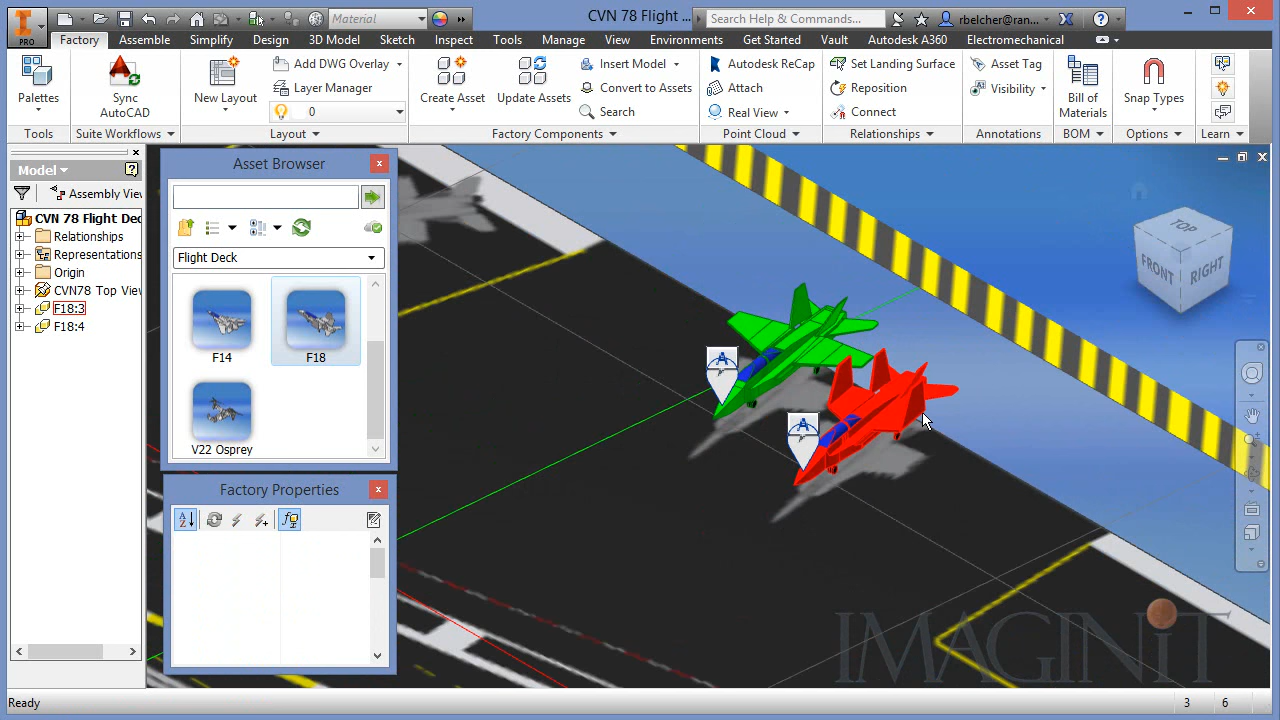 CVN 78 Flight ...
Material
Search Help & Commands...
rbelcher@ran...
PRO
Factory Assemble Simplify Design 3D Model Sketch Inspect Tools Manage View Environments Get Started Vault Autodesk A360 Electromechanical
Palettes
Tools
Sync
AutoCAD
Suite Workflows
New Layout
Add DWG Overlay
Layer Manager
0
Layout
Create Asset
Update Assets
Insert Model
Convert to Assets
Search
Factory Components
Autodesk ReCap
Attach
Real View
Point Cloud
Set Landing Surface
Reposition
Connect
Relationships
Asset Tag
Visibility
Annotations
Bill of
Materials
BOM
Snap Types
Options
Learn
Model
Assembly Vie
CVN 78 Flight Dec
Relationships
Representations
Origin
CVN78 Top Vie
F18:3
F18:4
Asset Browser
Flight Deck
F14
F18
V22 Osprey
Factory Properties
A
A
TOP
FRONT
RIGHT
IMAGINiT
Ready
3
6